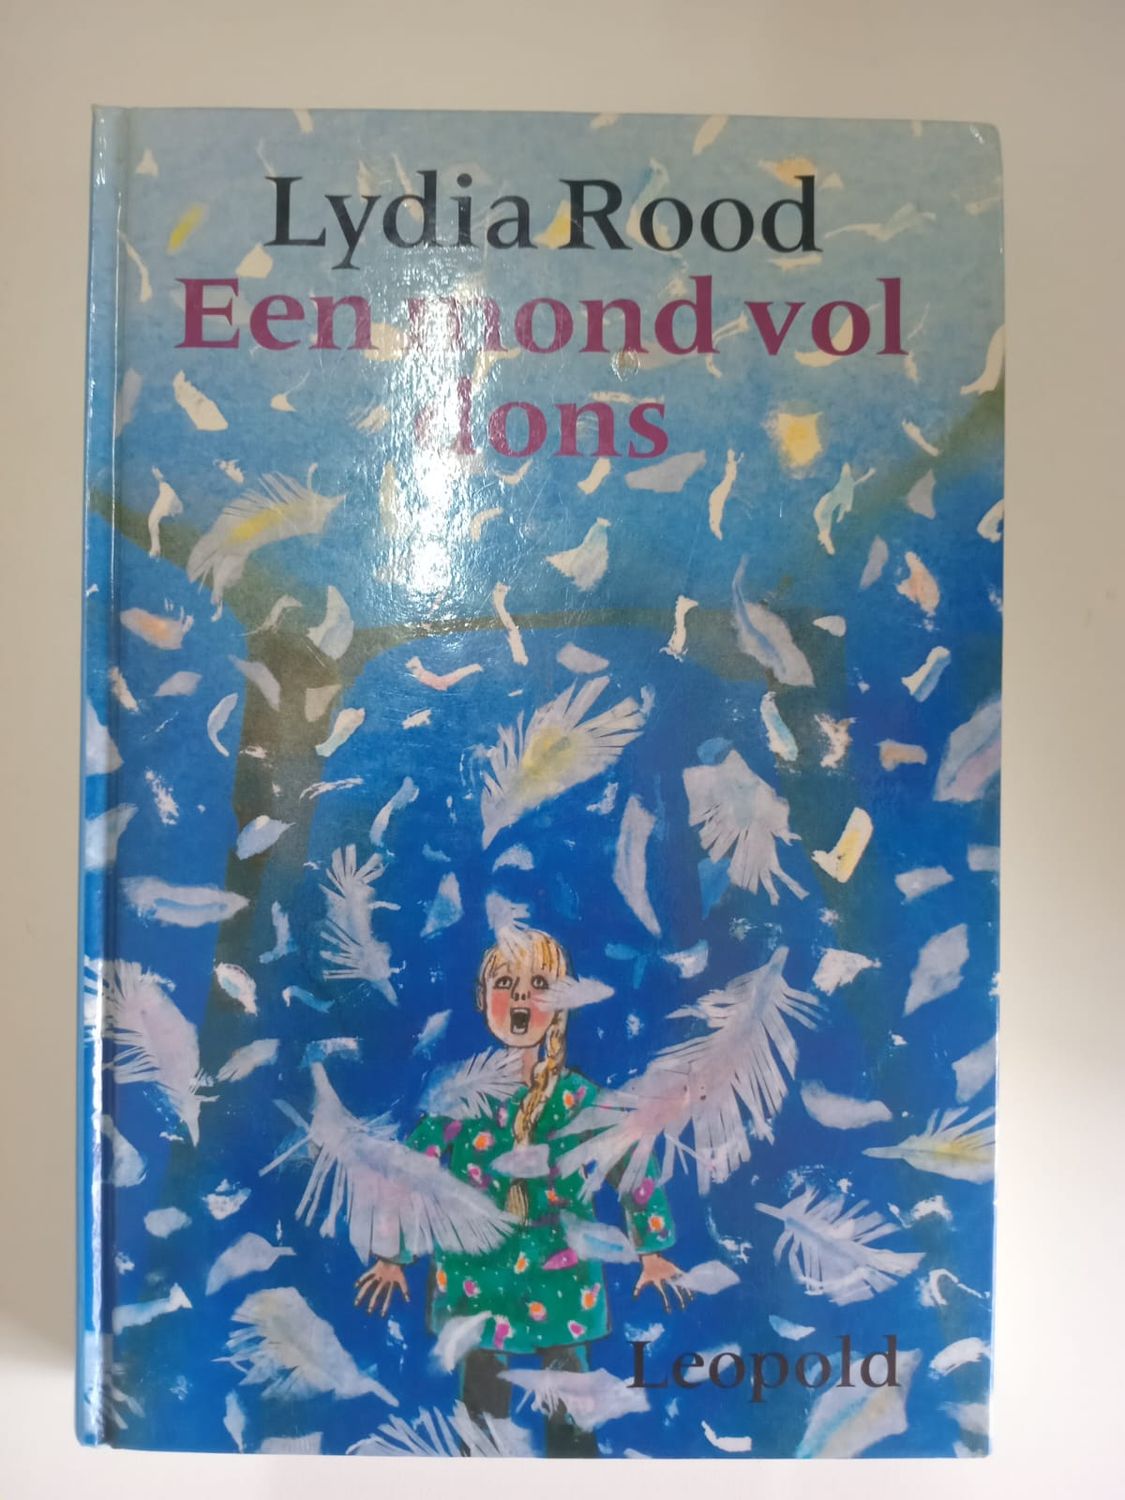 Lydia Rood
Een mond vol
dons
Leopold